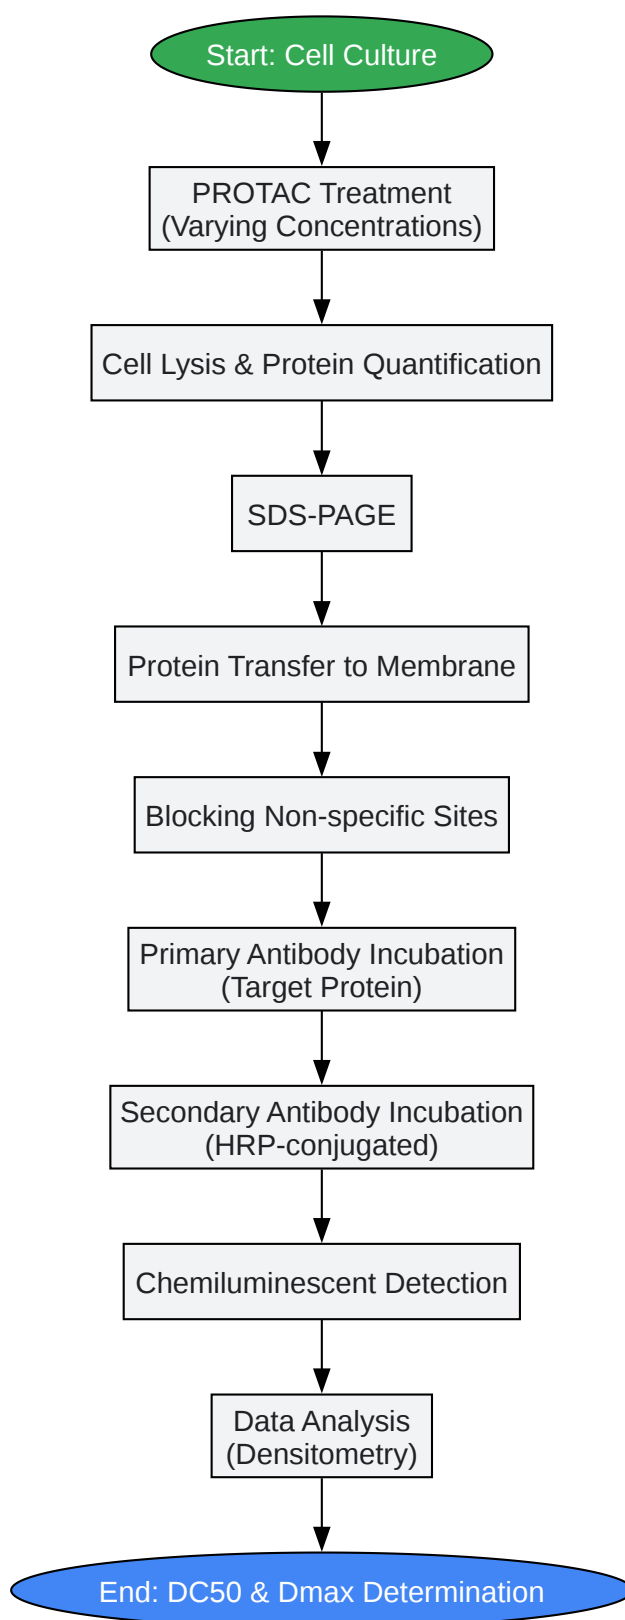 Start: Cell Culture
PROTAC Treatment
(Varying Concentrations)
Cell Lysis & Protein Quantification
SDS-PAGE
Protein Transfer to Membrane
Blocking Non-specific Sites
Primary Antibody Incubation
(Target Protein)
Secondary Antibody Incubation
(HRP-conjugated)
Chemiluminescent Detection
Data Analysis
(Densitometry)
End: DC50 & Dmax Determination